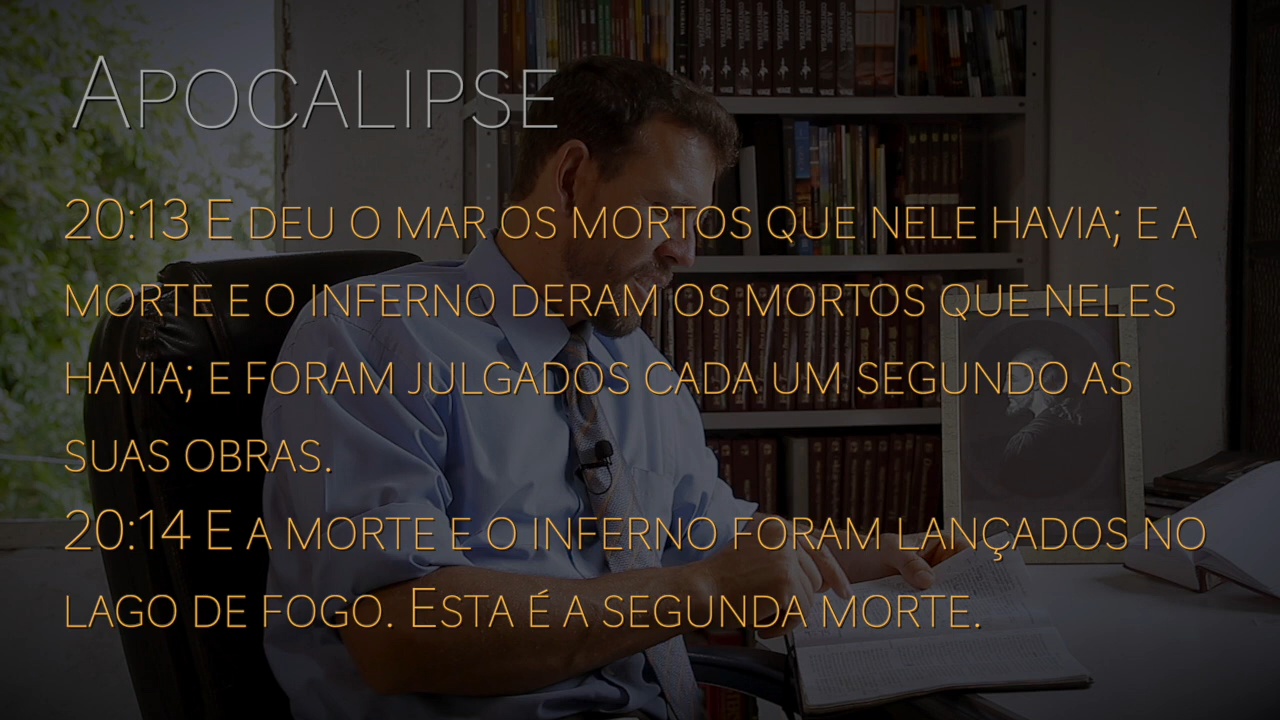 APOCALIPSE
20:13 E DEU O MAR OS MORTOS QUE NELE HAVIA; E A
MORTE E O INFERNO DERAM OS MORTOS QUE NELES
HAVIA; E FORAM JULGADOS CADA UM SEGUNDO AS
SUAS OBRAS.
20:14 E A MORTE E O INFERNO FORAM LANÇADOS NO
LAGO DE FOGO. ESTA É A SEGUNDA MORTE.